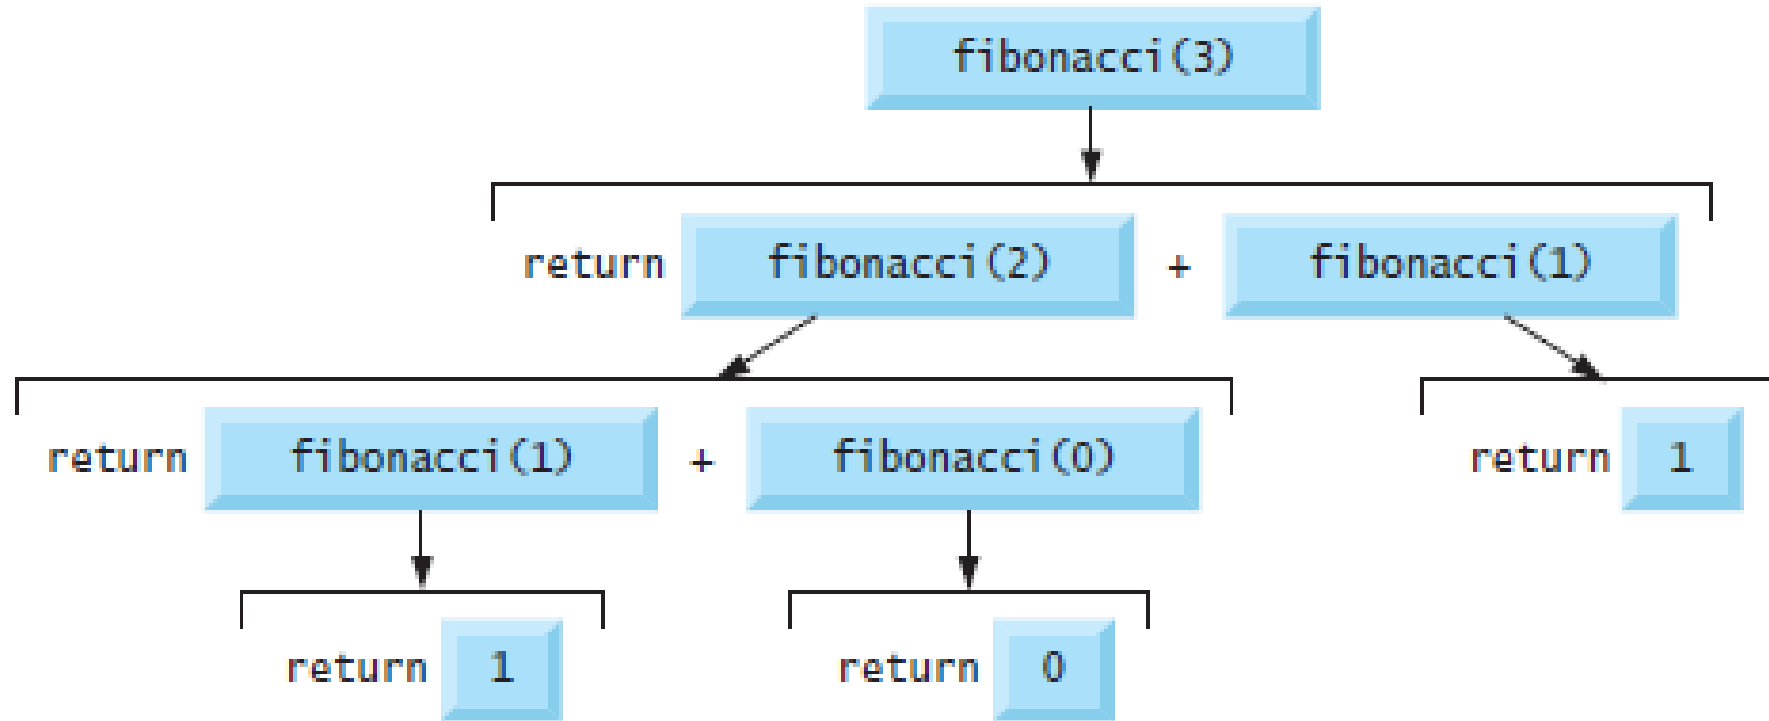 fibonacci(3)
return fibonacci(2) + fibonacci(1)
return fibonacci(1) + fibonacci(0) return 1
return 1 return 0